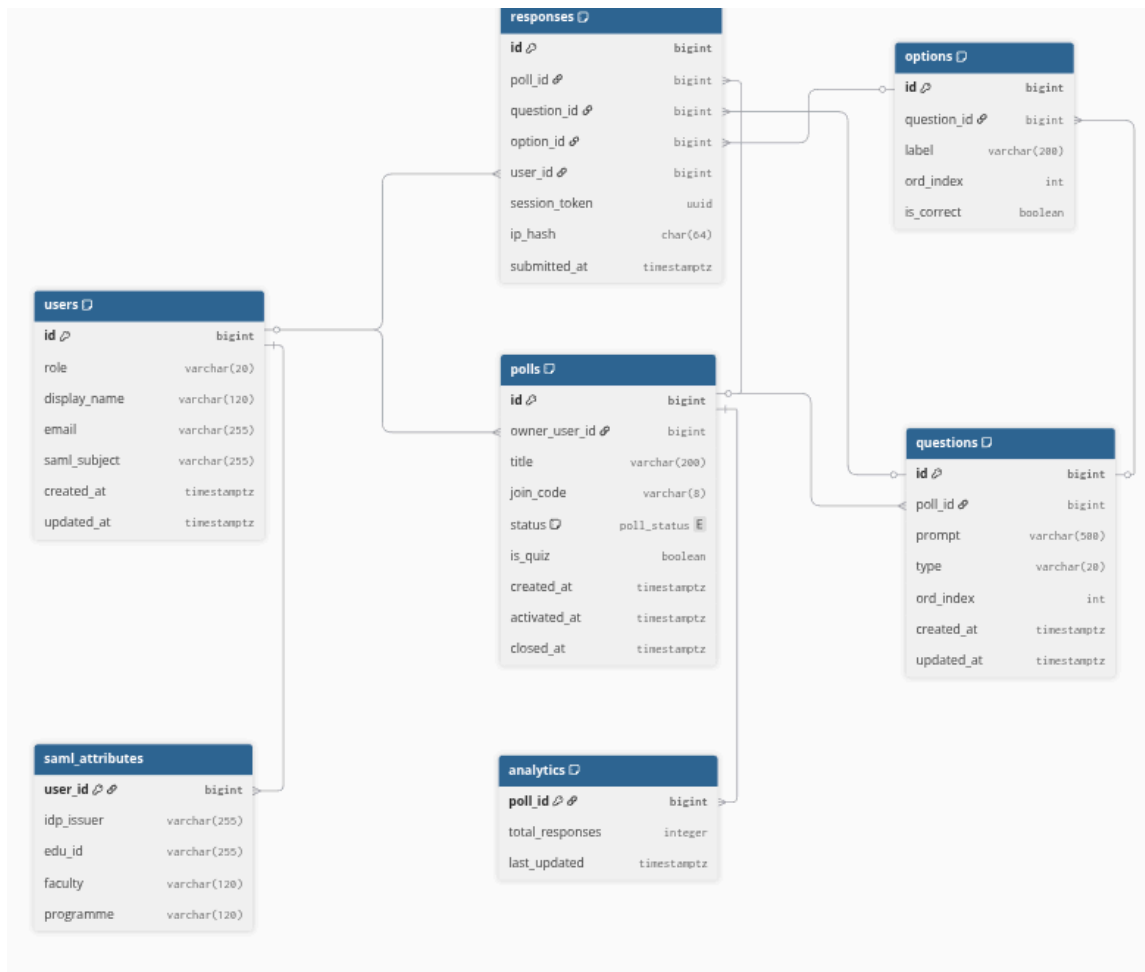 responses
id bigint
poll_id bigint
question_id bigint
option_id bigint
user_id bigint
session_token uuid
ip_hash char(64)
submitted_at timestamptz
options
id bigint
question_id bigint
label varchar(200)
ord_index int
is_correct boolean
users
id bigint
role varchar(20)
display_name varchar(120)
email varchar(255)
saml_subject varchar(255)
created_at timestamptz
updated_at timestamptz
polls
id bigint
owner_user_id bigint
title varchar(200)
join_code varchar(8)
status poll_status E
is_quiz boolean
created_at timestamptz
activated_at timestamptz
closed_at timestamptz
questions
id bigint
poll_id bigint
prompt varchar(500)
type varchar(20)
ord_index int
created_at timestamptz
updated_at timestamptz
saml_attributes
user_id bigint
idp_issuer varchar(255)
edu_id varchar(255)
faculty varchar(120)
programme varchar(120)
analytics
poll_id bigint
total_responses integer
last_updated timestamptz